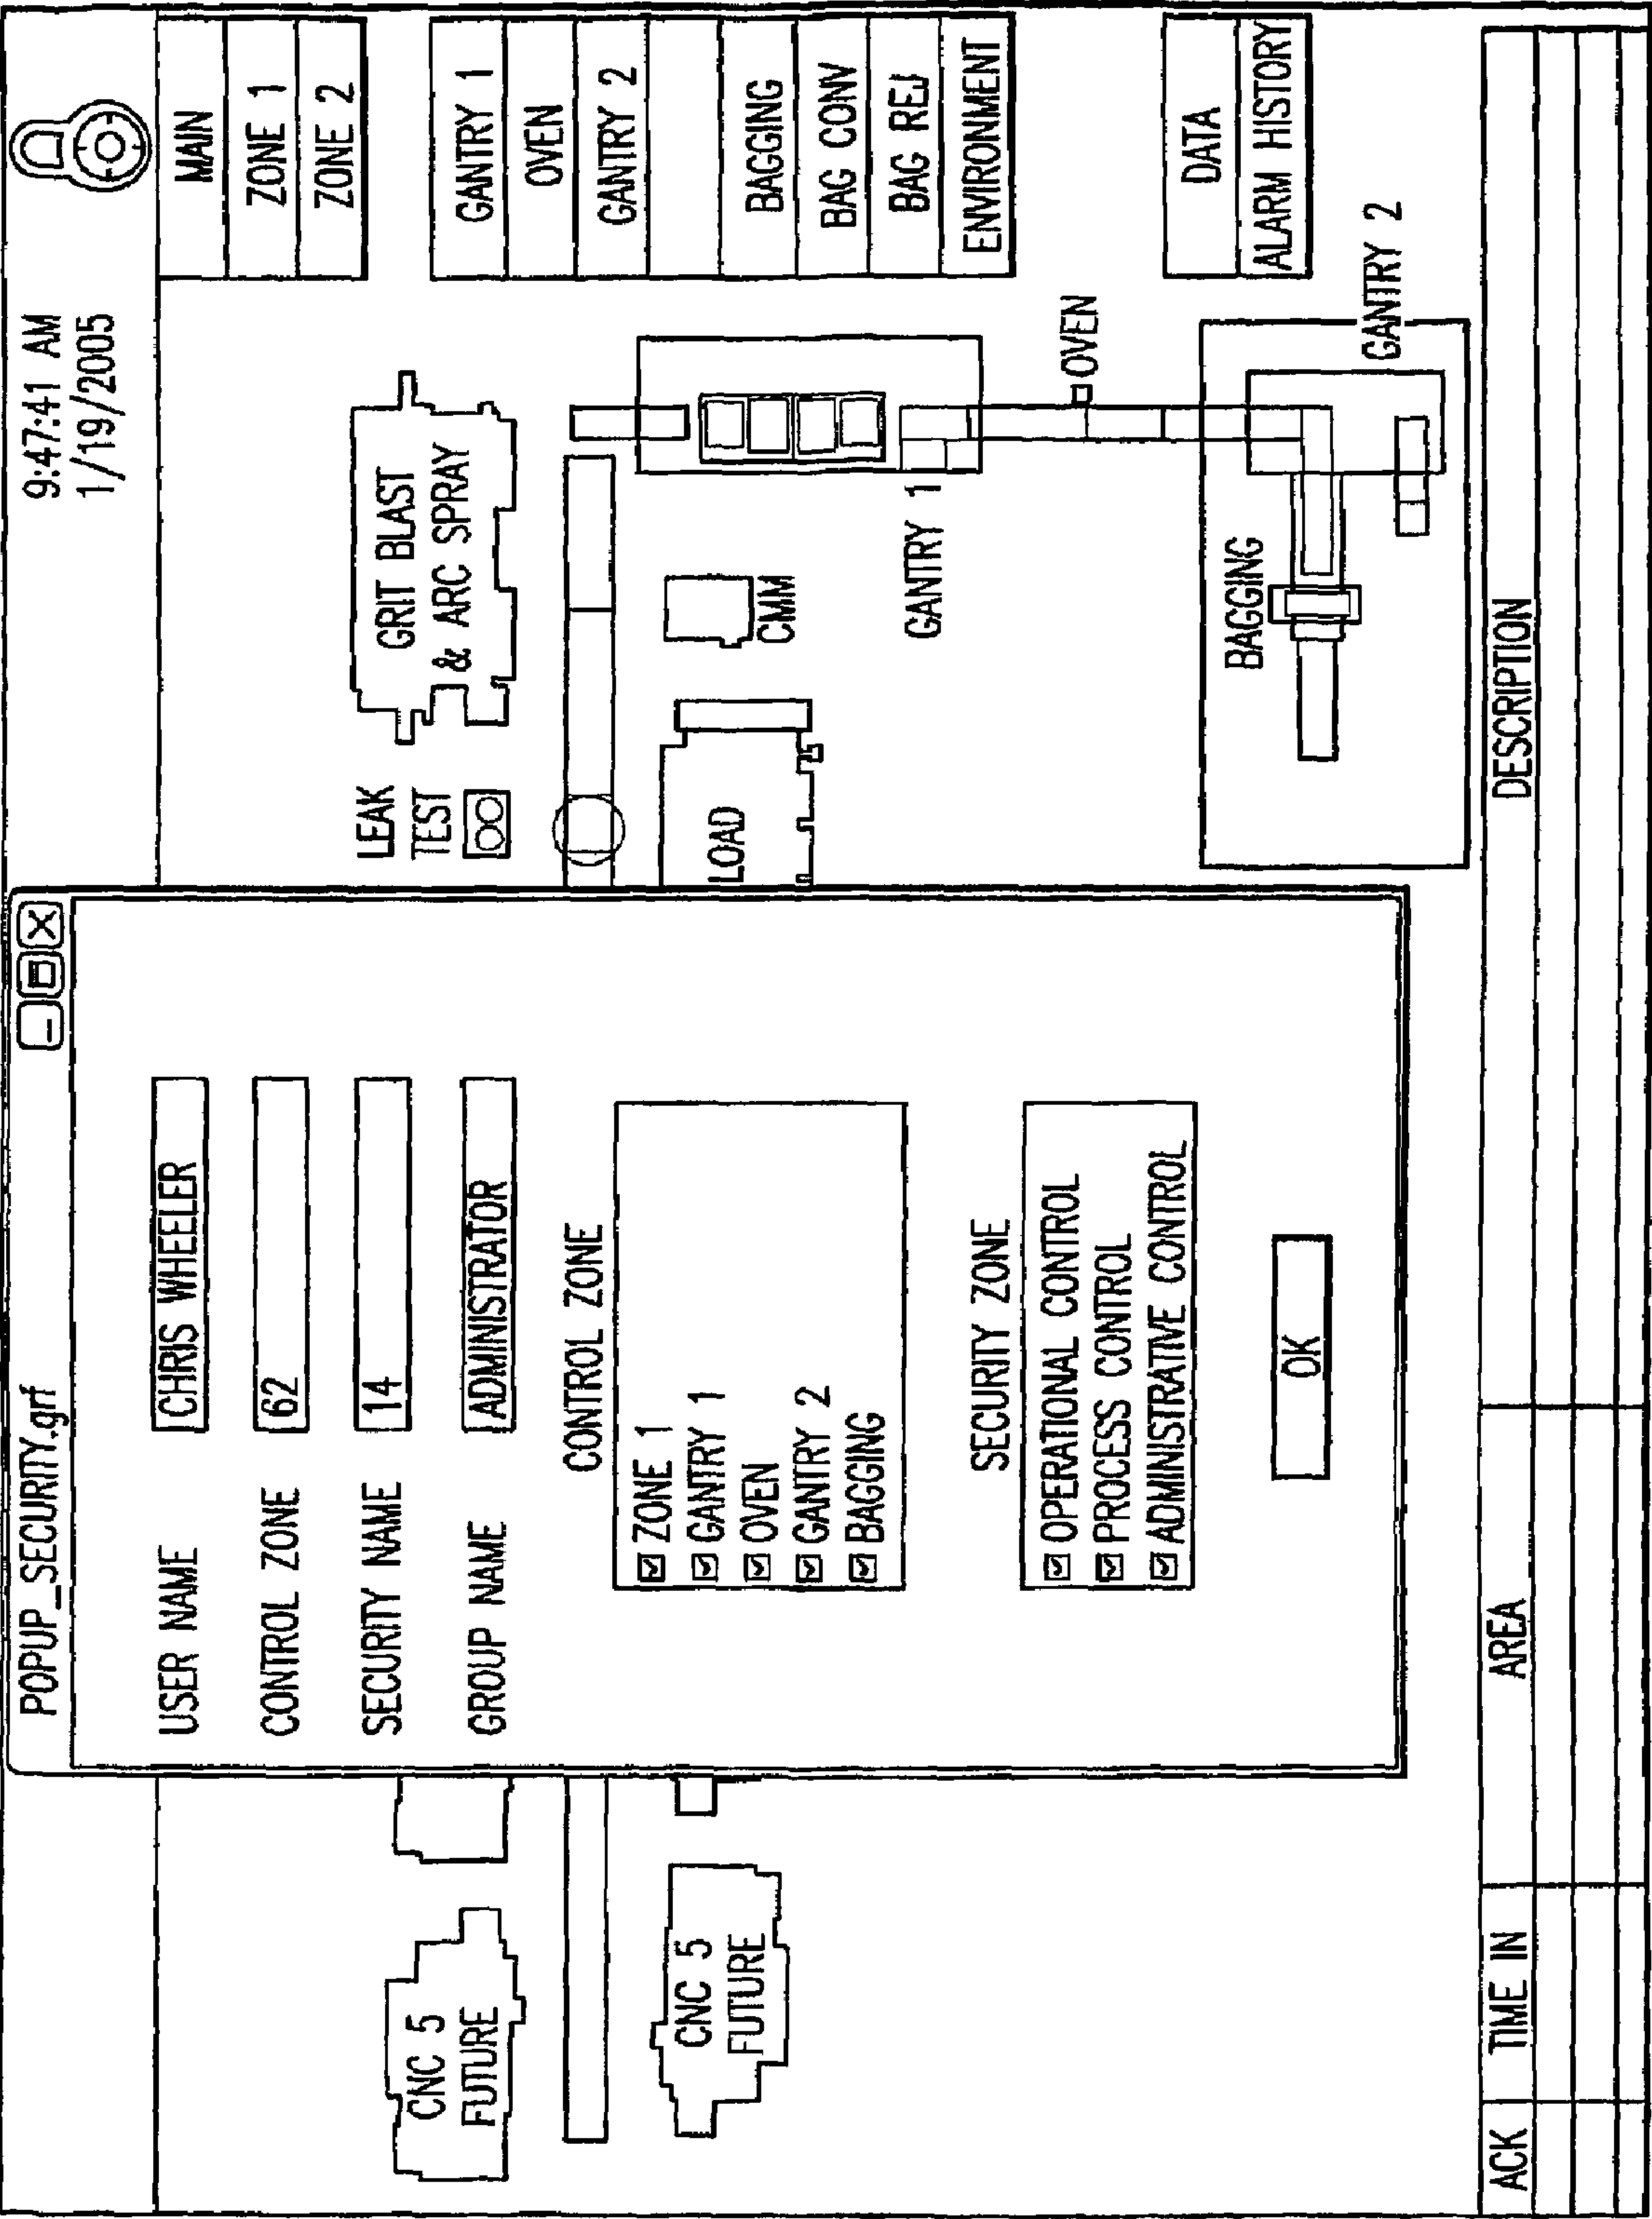 POPUP_SECURITY.grf
9:47:41 AM
1/19/2005
USER NAME
CHRIS WHEELER
CONTROL ZONE
62
SECURITY NAME
14
GROUP NAME
ADMINISTRATOR
CONTROL ZONE
ZONE 1
GANTRY 1
OVEN
GANTRY 2
BAGGING
SECURITY ZONE
OPERATIONAL CONTROL
PROCESS CONTROL
ADMINISTRATIVE CONTROL
OK
CNC 5
FUTURE
CNC 5
FUTURE
LEAK
TEST
GRIT BLAST
& ARC SPRAY
LOAD
CMM
GANTRY 1
OVEN
BAGGING
GANTRY 2
MAIN
ZONE 1
ZONE 2
GANTRY 1
OVEN
GANTRY 2
BAGGING
BAG CONV
BAG REJ
ENVIRONMENT
DATA
ALARM HISTORY
ACK TIME IN AREA DESCRIPTION